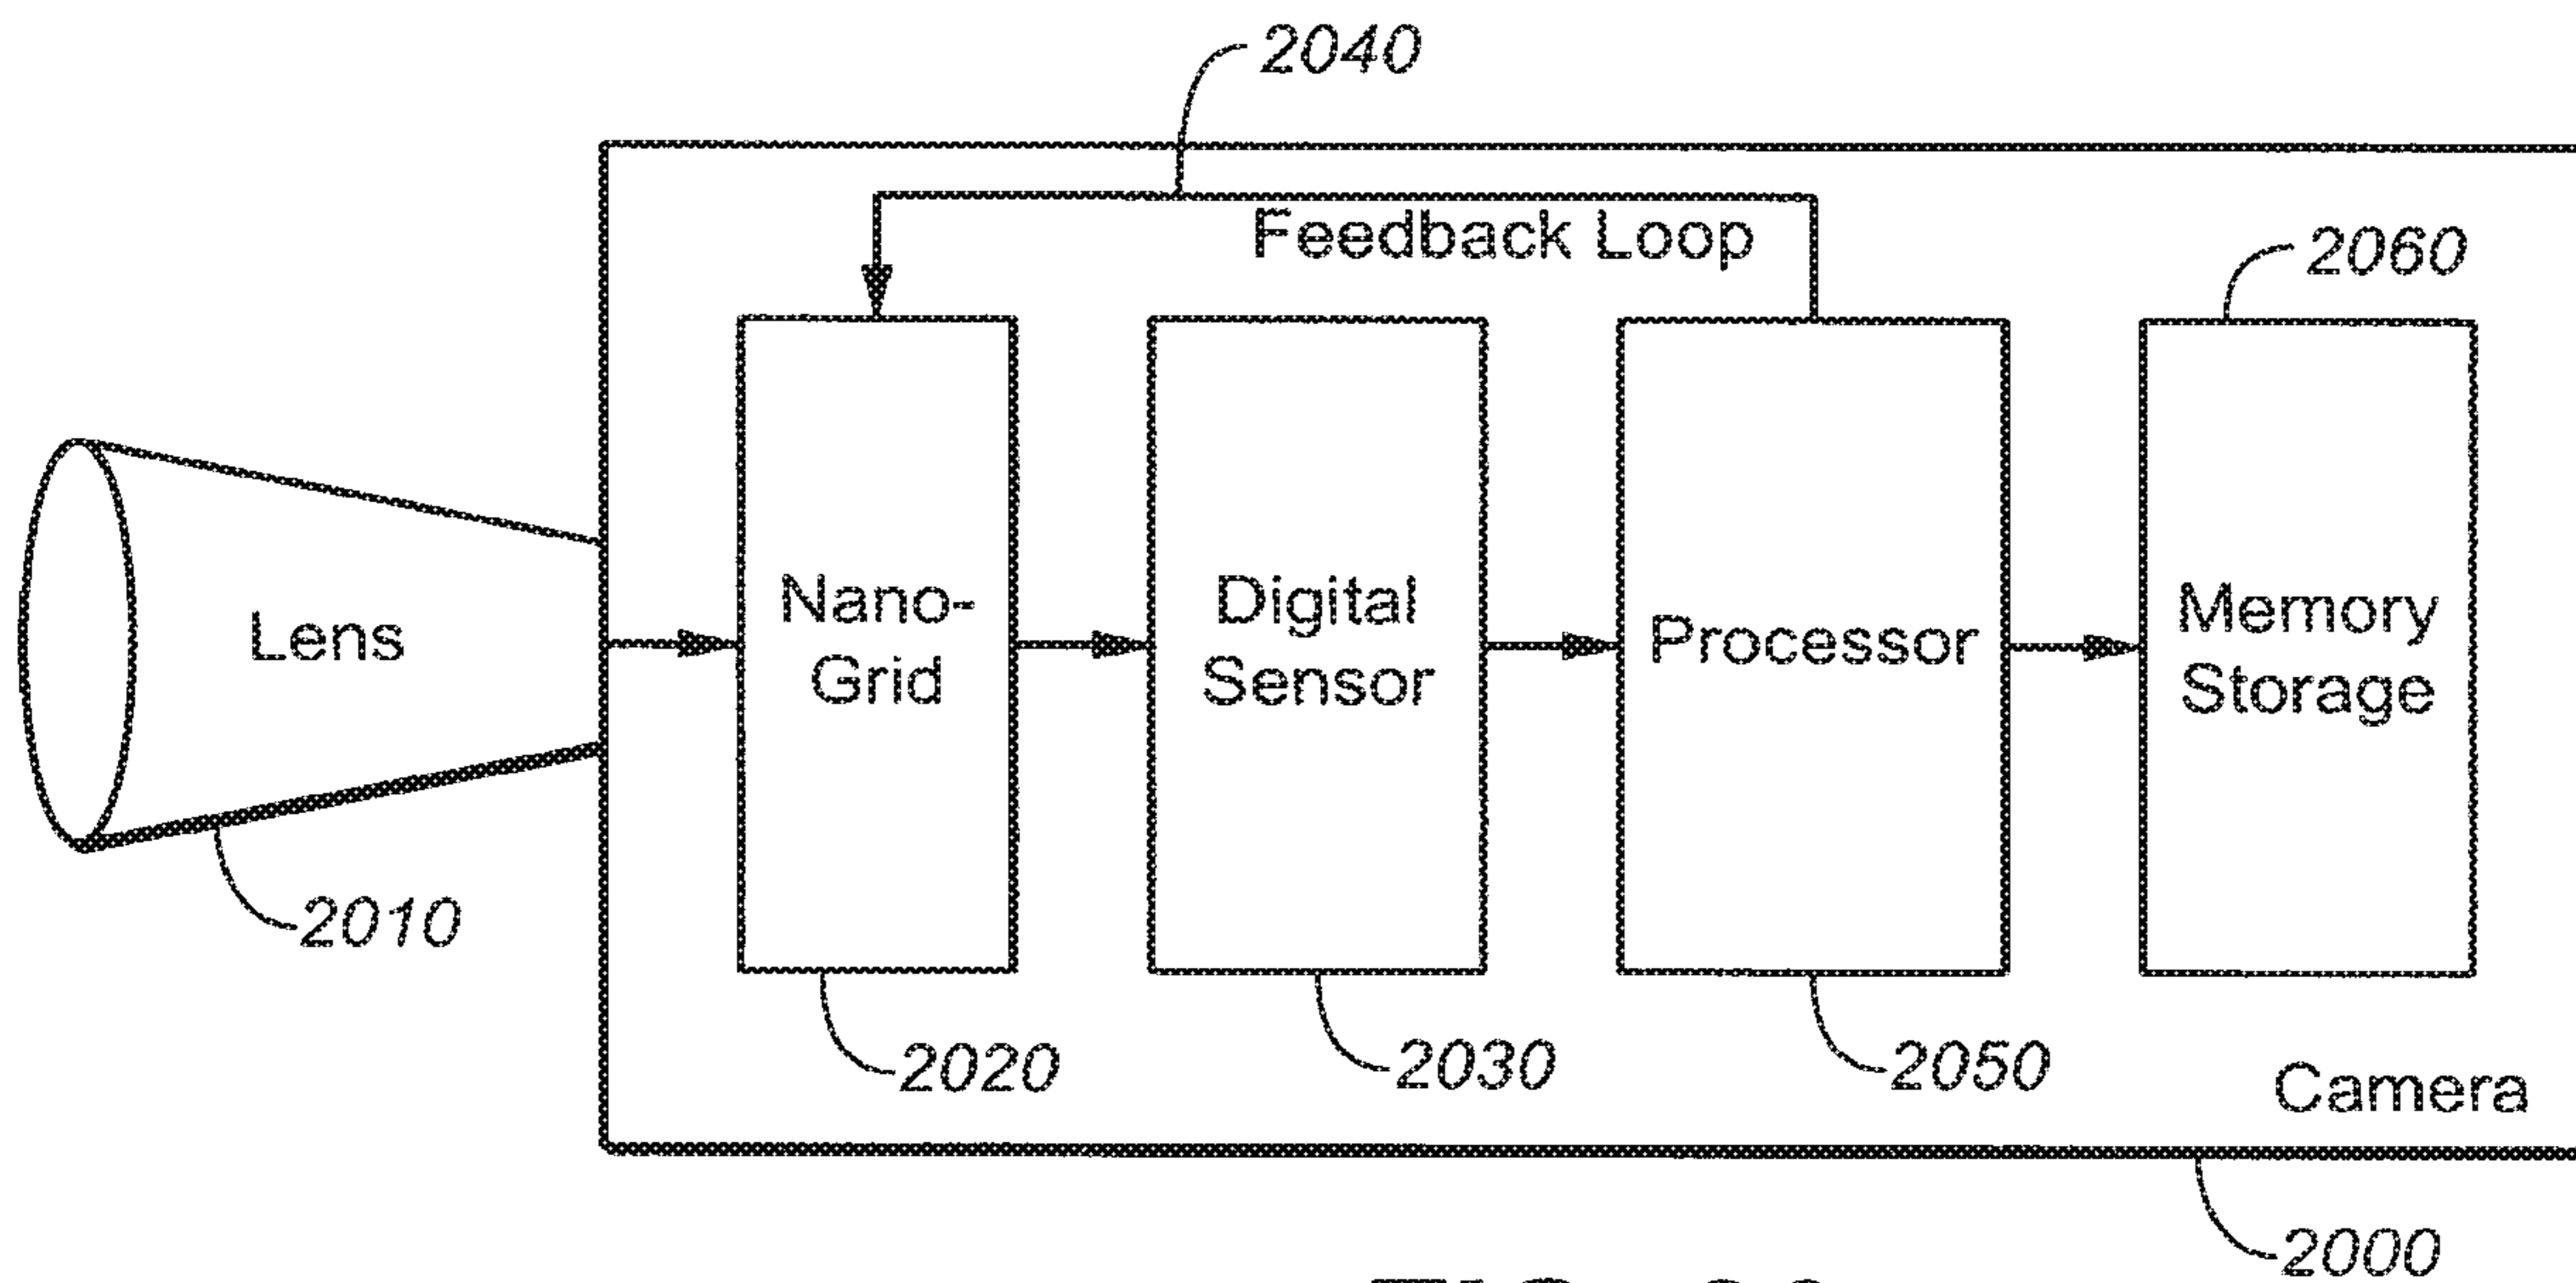 2040
Feedback Loop
2060
Lens
Nano-
Grid
Digital
Sensor
Processor
Memory
Storage
2010
2020
2030
2050
Camera
2000